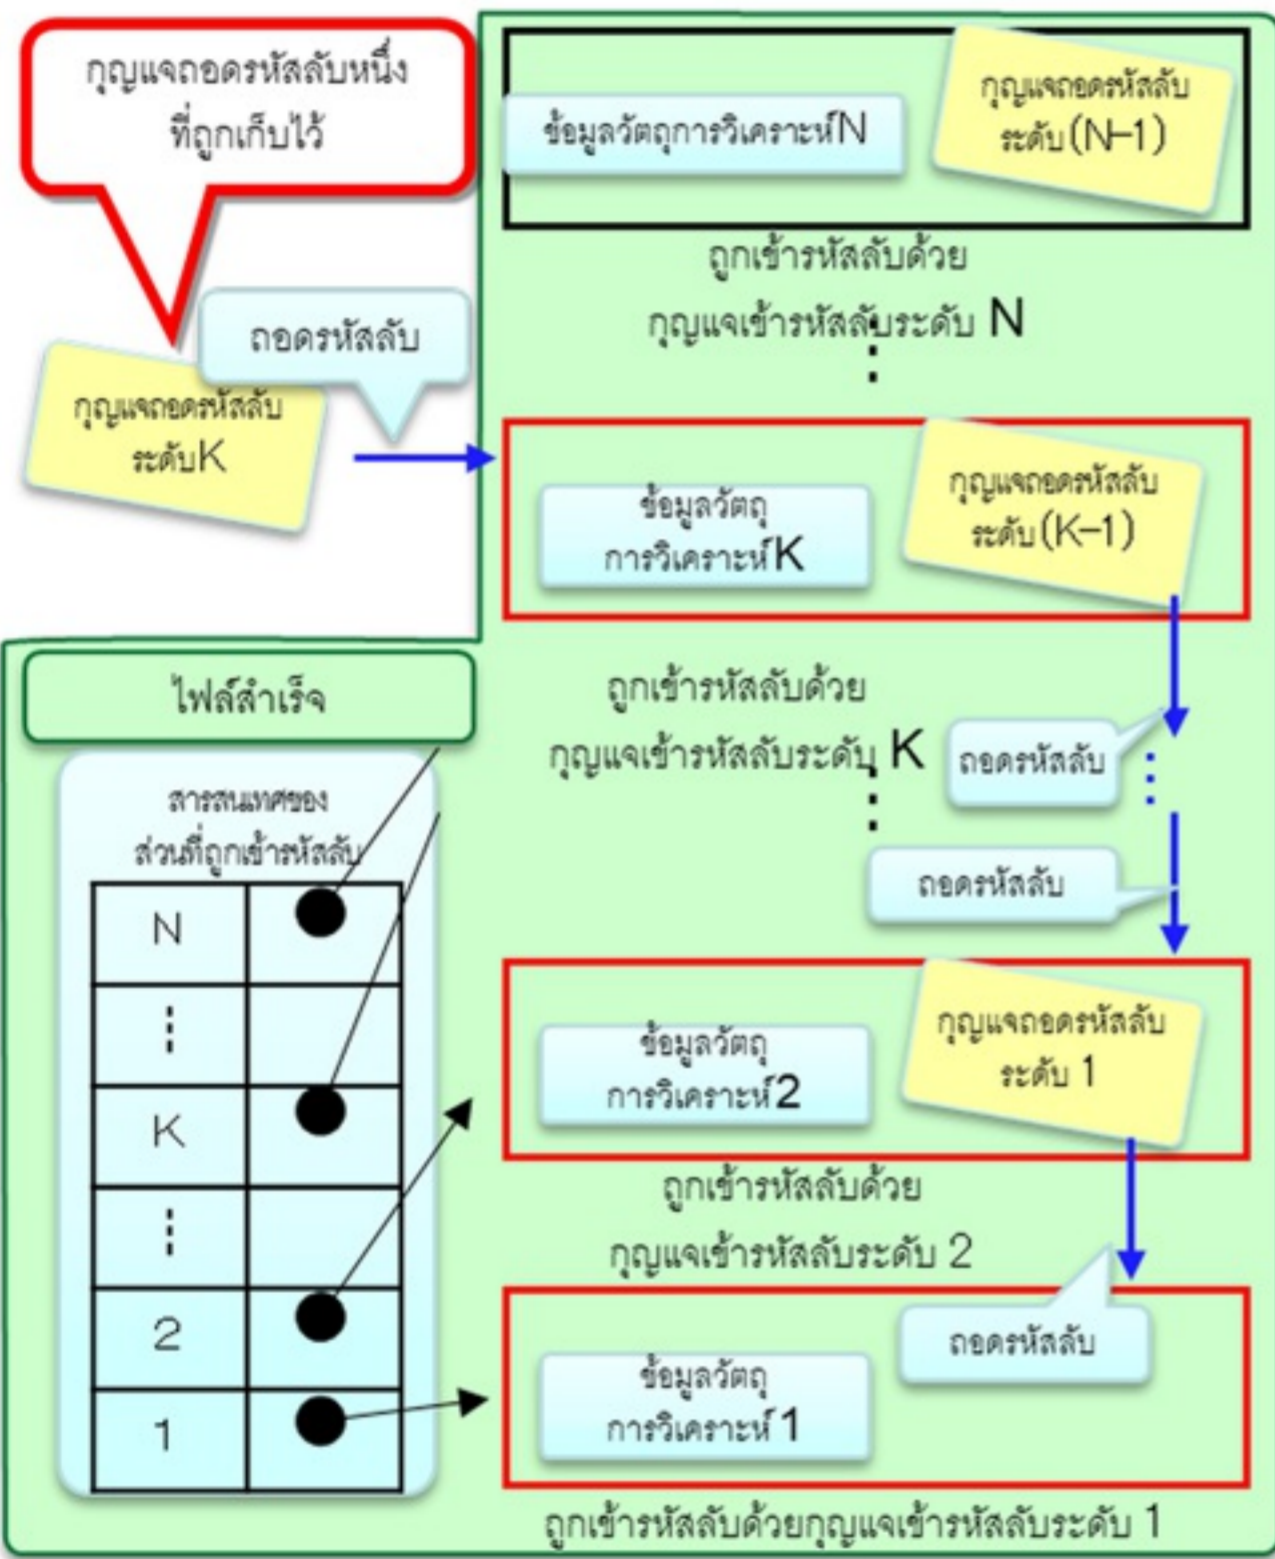 กุญแจถอดรหัสลับหนึ่ง
ที่ถูกเก็บไว้
ข้อมูลวัตถุการวิเคราะห์N
กุญแจถอดรหัสลับ
ระดับ(N-1)
ถูกเข้ารหัสลับด้วย
กุญแจเข้ารหัสลับระดับ N
ถอดรหัสลับ
กุญแจถอดรหัสลับ
ระดับK
ข้อมูลวัตถุ
การวิเคราะห์K
กุญแจถอดรหัสลับ
ระดับ(K-1)
ถูกเข้ารหัสลับด้วย
กุญแจเข้ารหัสลับระดับ K
ถอดรหัสลับ
ถอดรหัสลับ
ไฟล์สำเร็จ
สารสนเทศของ
ส่วนที่ถูกเข้ารหัสลับ
N
K
2
1
ข้อมูลวัตถุ
การวิเคราะห์2
กุญแจถอดรหัสลับ
ระดับ 1
ถูกเข้ารหัสลับด้วย
กุญแจเข้ารหัสลับระดับ 2
ถอดรหัสลับ
ข้อมูลวัตถุ
การวิเคราะห์1
ถูกเข้ารหัสลับด้วยกุญแจเข้ารหัสลับระดับ 1